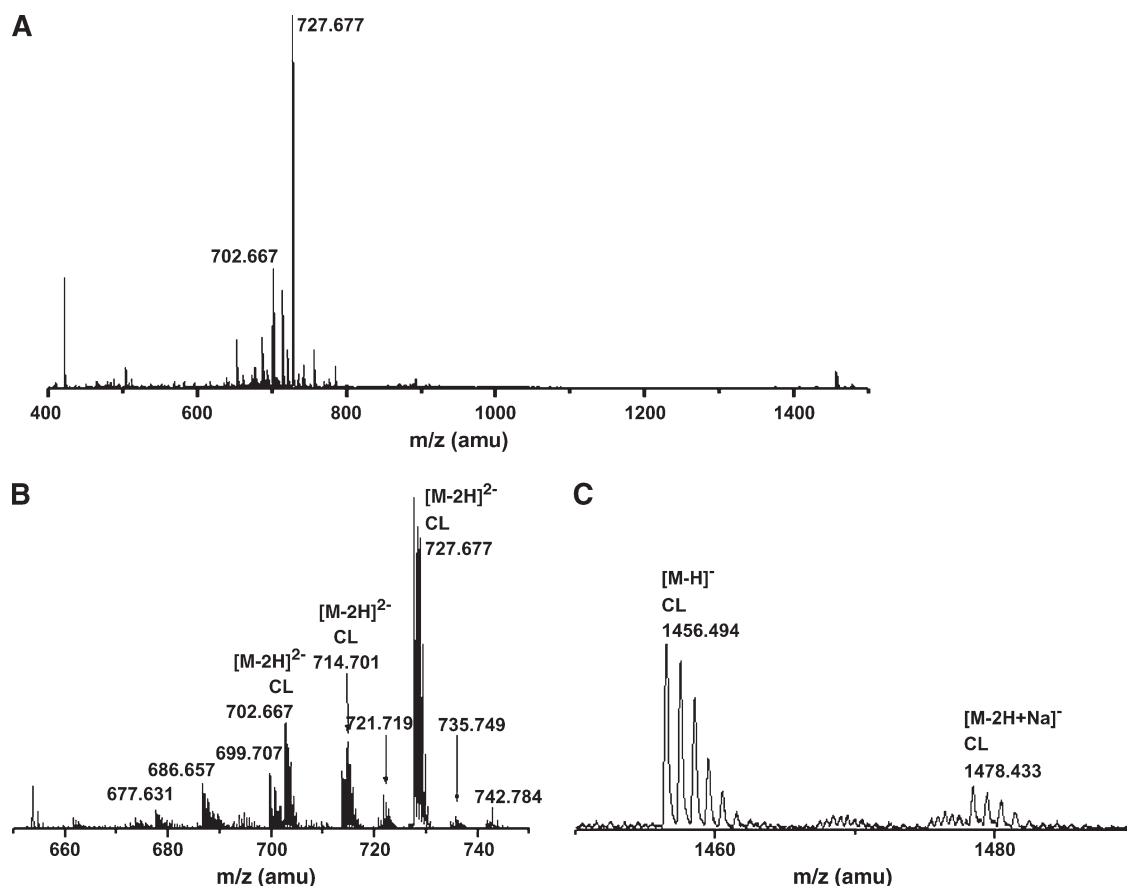 A
727.677
702.667
400 600 800 1000 1200 1400
m/z (amu)
B
[M-2H]2-
CL
727.677
[M-2H]2-
CL
714.701
[M-2H]2-
CL
702.667
721.719
735.749
699.707
686.657
677.631
742.784
660 680 700 720 740
m/z (amu)
C
[M-H]-
CL
1456.494
[M-2H+Na]-
CL
1478.433
1460 1480
m/z (amu)